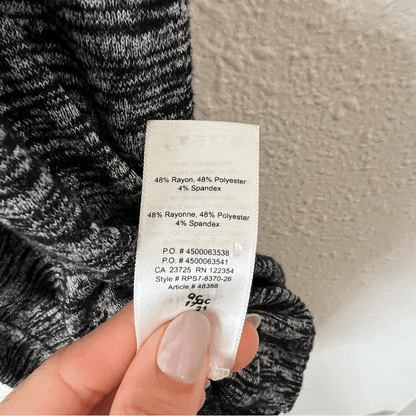 48% Rayon, 48% Polyester
4% Spandex
48% Rayonne, 48% Polyester
4% Spandex
P.O. # 4500063538
P.O. # 4500063541
CA 23725 RN 122354
Style # RPS7-8370-26
Article # 48388